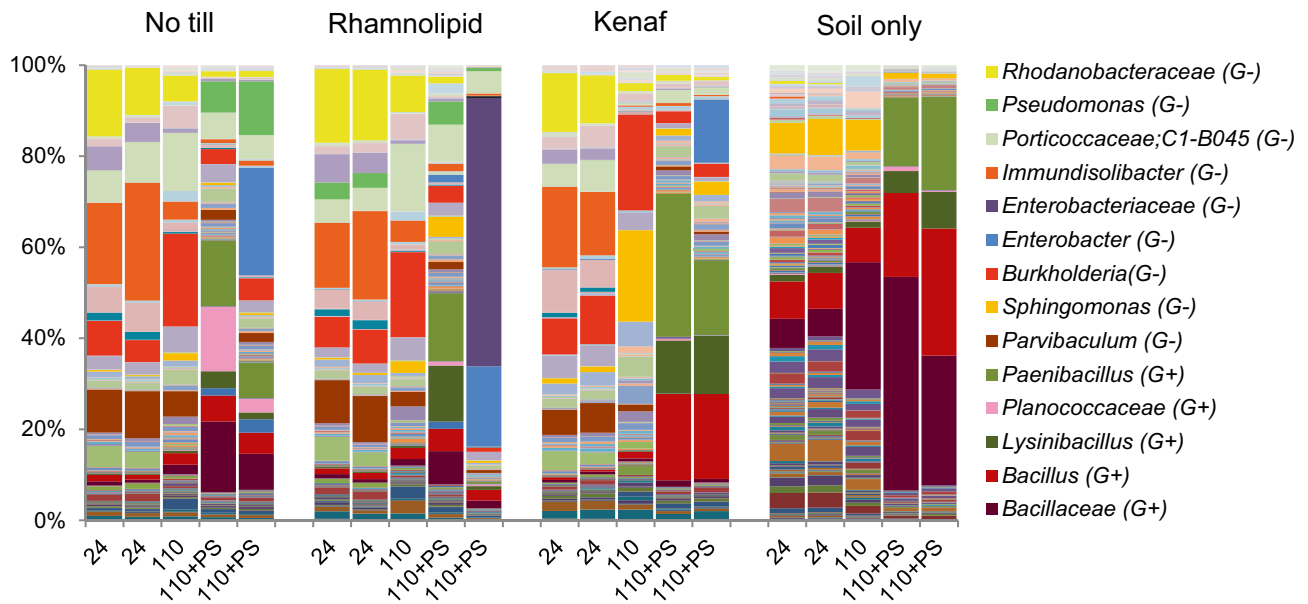 No till Rhamnolipid Kenaf Soil only
100%
80%
60%
40%
20%
0%
24 24 110 110+PS 110+PS 24 24 110 110+PS 110+PS 24 24 110 110+PS 110+PS 24 24 110 110+PS 110+PS
Rhodanobacteraceae (G-)
Pseudomonas (G-)
Porticoccaceae;C1-B045 (G-)
Immundisolibacter (G-)
Enterobacteriaceae (G-)
Enterobacter (G-)
Burkholderia(G-)
Sphingomonas (G-)
Parvibaculum (G-)
Paenibacillus (G+)
Planococcaceae (G+)
Lysinibacillus (G+)
Bacillus (G+)
Bacillaceae (G+)